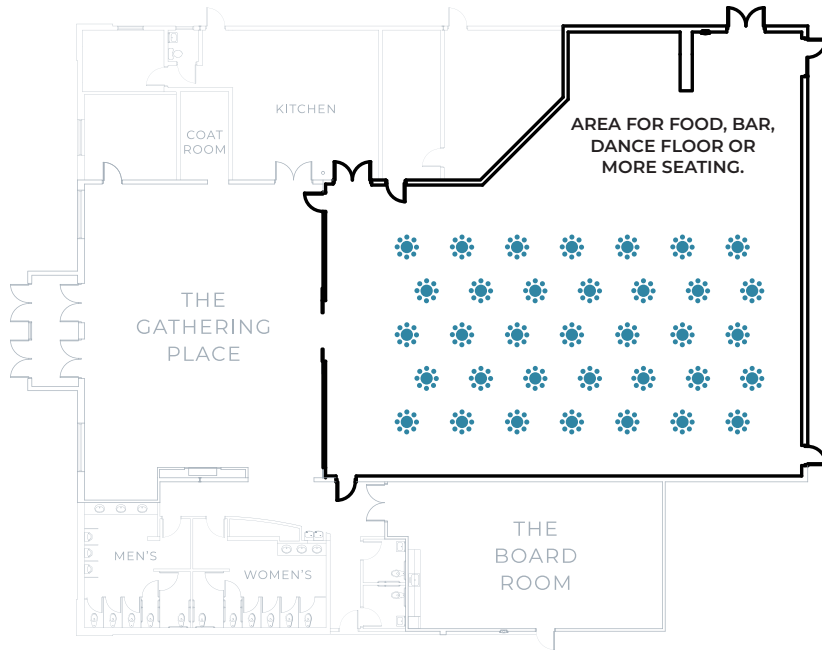 KITCHEN
COAT
ROOM
AREA FOR FOOD, BAR,
DANCE FLOOR OR
MORE SEATING.
THE
GATHERING
PLACE
THE
BOARD
ROOM
MEN'S
WOMEN'S